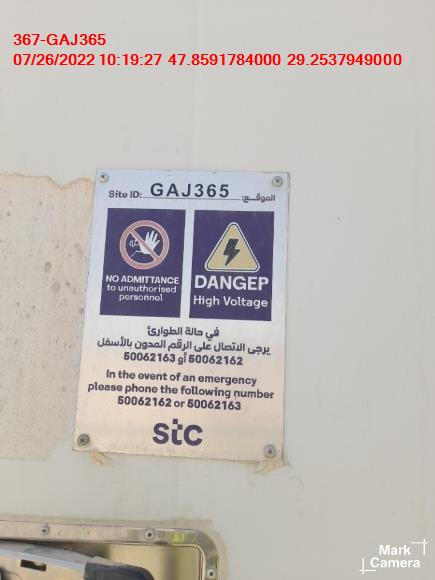 367-GAJ365
07/26/2022 10:19:27 47.8591784000 29.2537949000
Site ID: GAJ365 الموقع:
NO ADMITTANCE
to unauthorised
personnel
DANGEP
High Voltage
في حالة الطوارئ
يرجى الاتصال على الرقم المدون بالأسفل
50062162 أو 50062163
In the event of an emergency
please phone the following number
50062162 or 50062163
stc
Mark
Camera